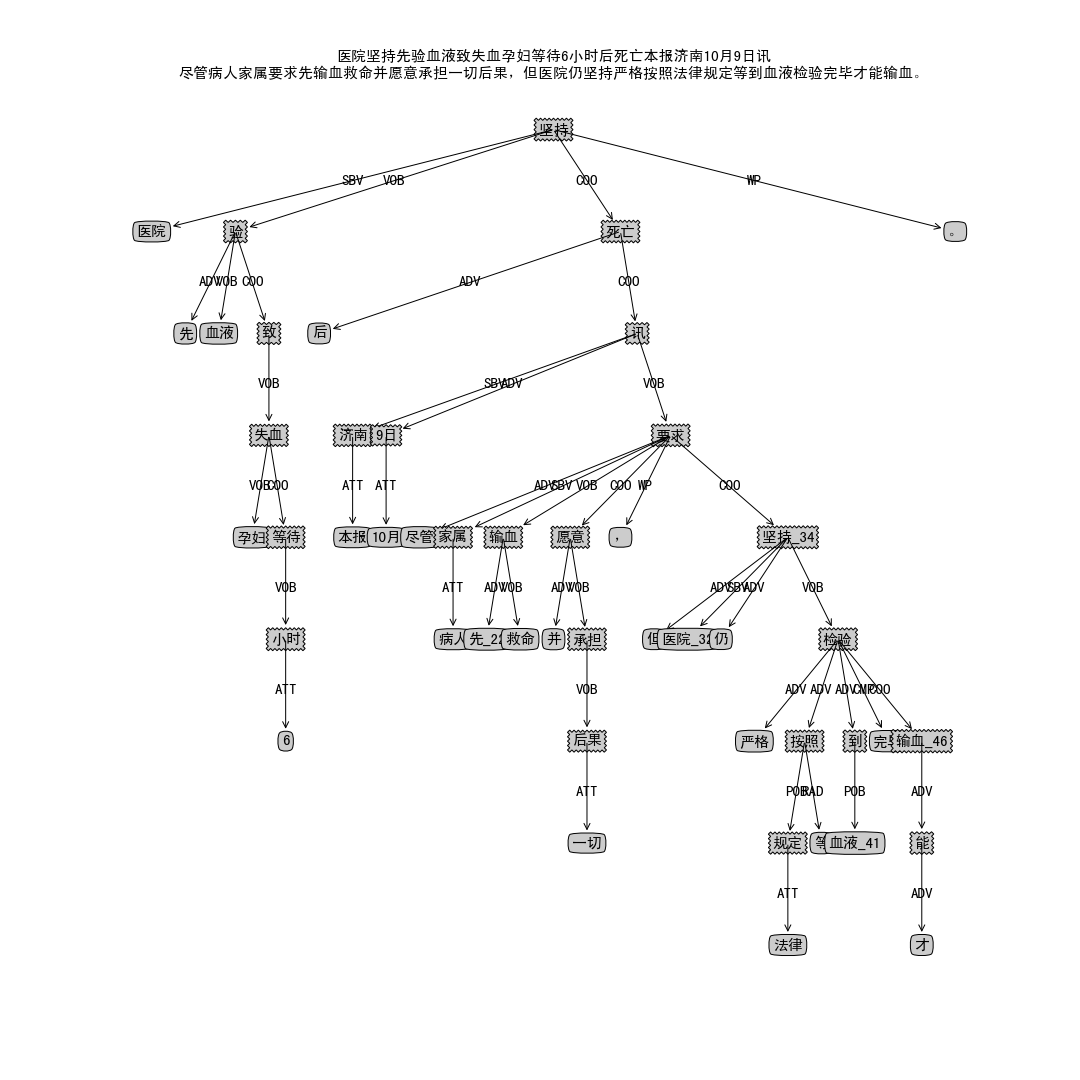 医院坚持先验血液致失血孕妇等待6小时后死亡本报济南10月9日讯
尽管病人家属要求先输血救命并愿意承担一切后果，但医院仍坚持严格按照法律规定等到血液检验完毕才能输血。
坚持
SBV VOB COO WP
医院 验 死亡 。
ADV VOB COO ADV COO
先 血液 致 后 讯
VOB SBV ADV VOB
失血 济南 9日 要求
VOB COO ATT ATT ADV SBV VOB COO WP COO
孕妇 等待 本报 10月 尽管 家属 输血 愿意 ， 坚持_34
VOB ATT ADV VOB ADV VOB ADV SBV ADV VOB
小时 病人 先_22 救命 并 承担 但 医院_32 仍 检验
ATT VOB ADV ADV ADV CMP COO
6 后果 严格 按照 到 完 输血_46
ATT POB RAD POB ADV
一切 规定 等 血液_41 能
ATT ADV
法律 才